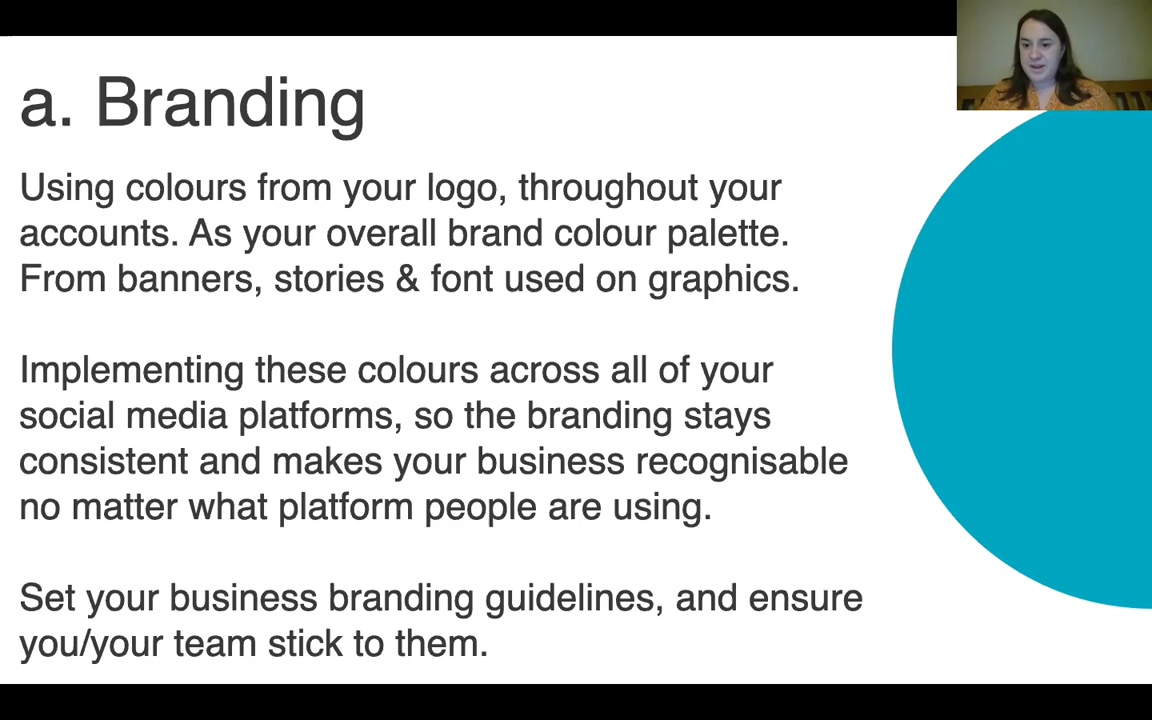 a. Branding
Using colours from your logo, throughout your
accounts. As your overall brand colour palette.
From banners, stories & font used on graphics.
Implementing these colours across all of your
social media platforms, so the branding stays
consistent and makes your business recognisable
no matter what platform people are using.
Set your business branding guidelines, and ensure
you/your team stick to them.